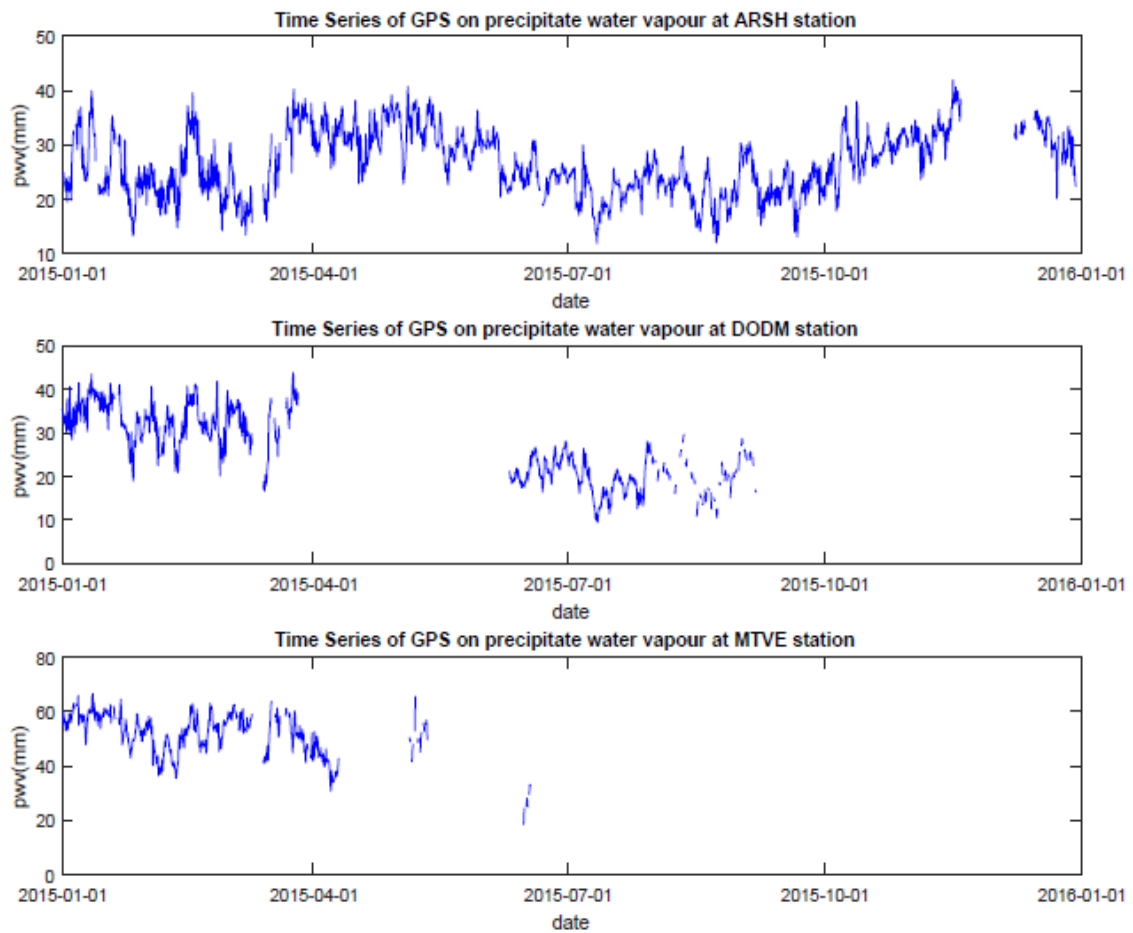 Time Series of GPS on precipitate water vapour at ARSH station
50
40
30
20
10
pwv(mm)
2015-01-01 2015-04-01 2015-07-01 2015-10-01 2016-01-01
date
Time Series of GPS on precipitate water vapour at DODM station
50
40
30
20
10
0
pwv(mm)
2015-01-01 2015-04-01 2015-07-01 2015-10-01 2016-01-01
date
Time Series of GPS on precipitate water vapour at MTVE station
80
60
40
20
0
pwv(mm)
2015-01-01 2015-04-01 2015-07-01 2015-10-01 2016-01-01
date